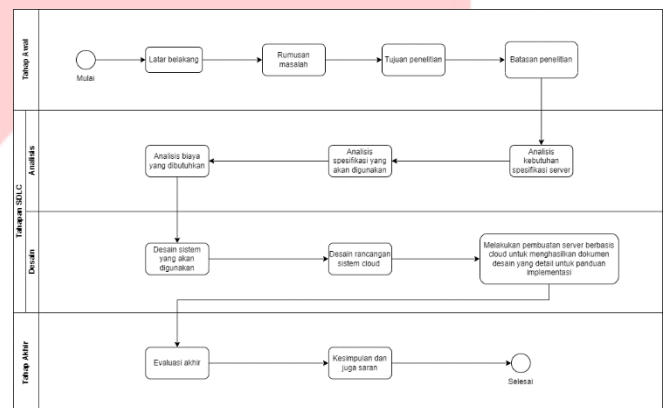 Tahap Awal
Mulai
Latar belakang
Rumusan
masalah
Tujuan penelitian
Batasan penelitian
Tahapan SDLC
Analisis
Analisis biaya
yang dibutuhkan
Analisis
spesifikasi yang
akan digunakan
Analisis
kebutuhan
spesifikasi server
Desain
Desain sistem
yang akan
digunakan
Desain rancangan
sistem cloud
Melakukan pembuatan server berbasis
cloud untuk menghasilkan dokumen
desain yang detail untuk panduan
implementasi
Tahap Akhir
Evaluasi akhir
Kesimpulan dan
juga saran
Selesai